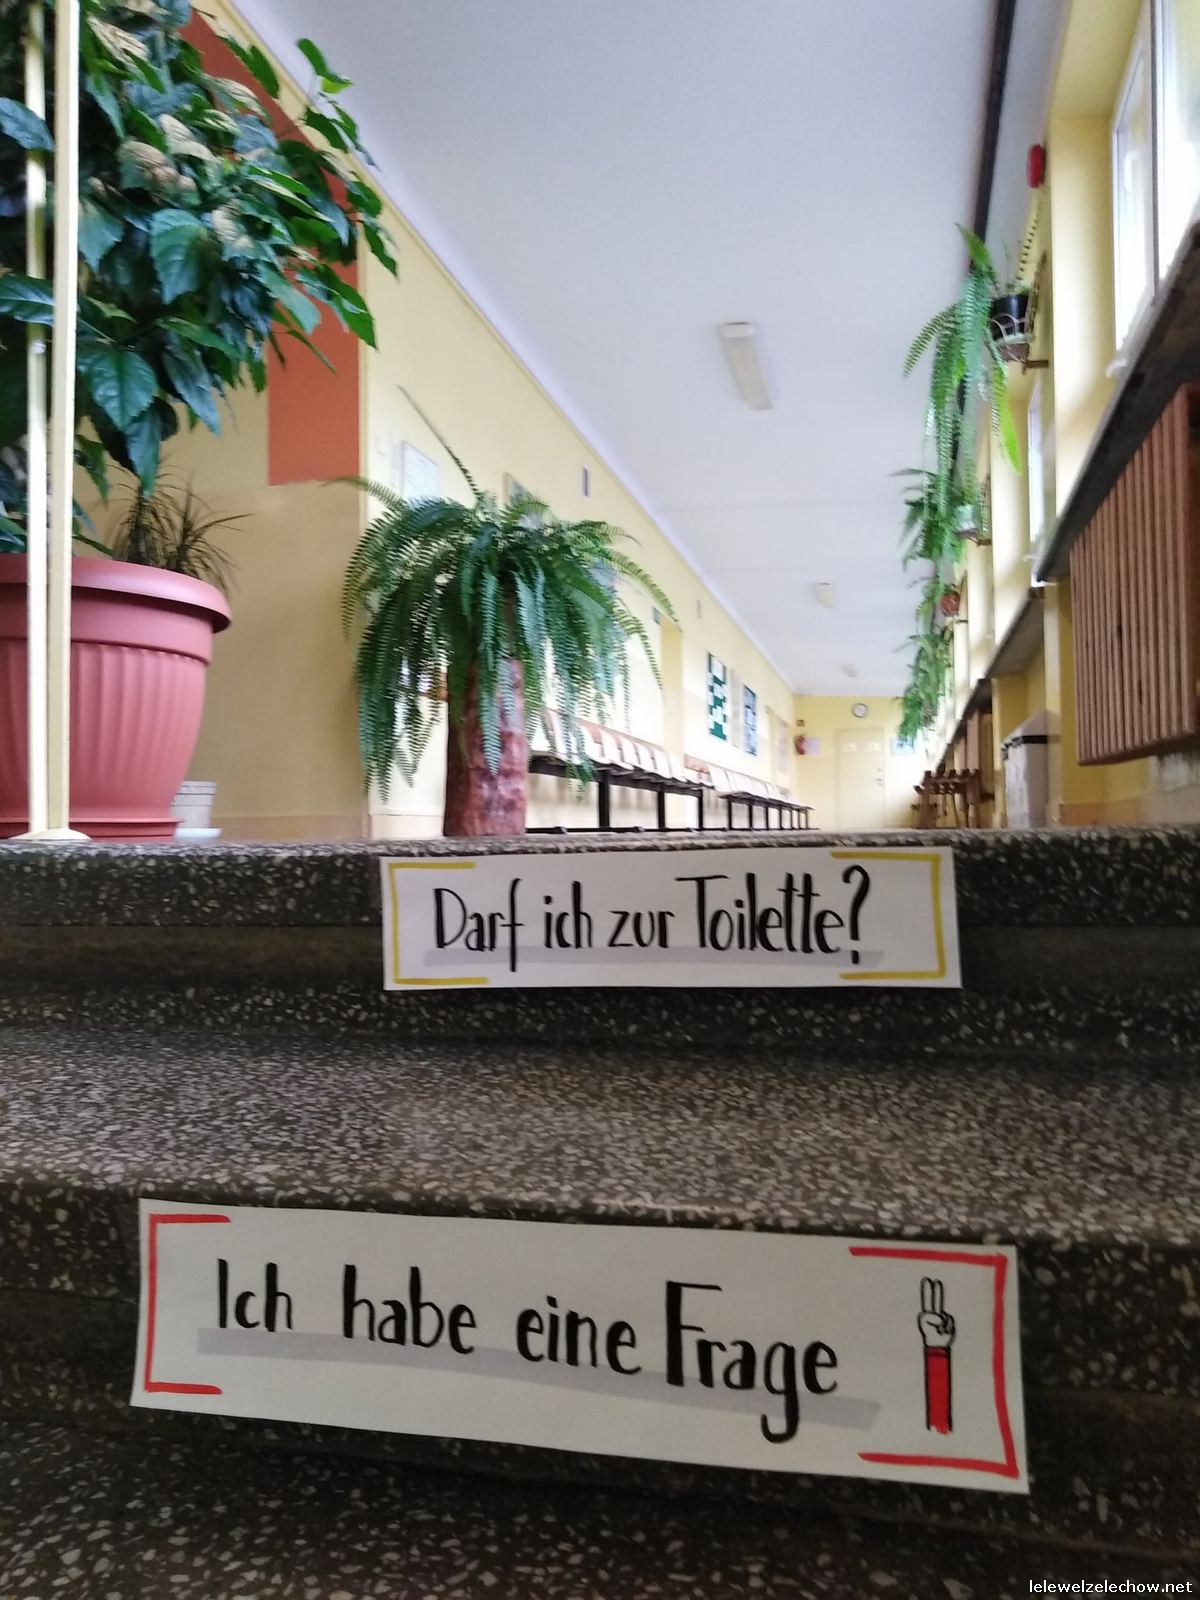 Darf ich zur Toilette?
Ich habe eine Frage
lelewelzelechow.net